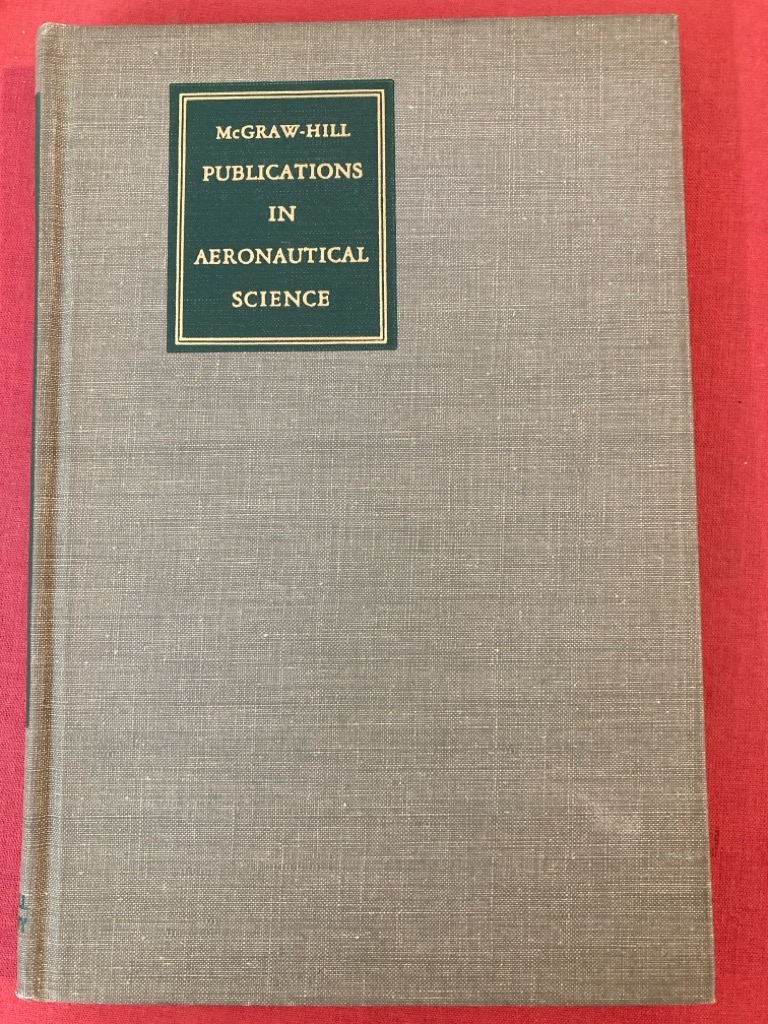 McGRAW-HILL
PUBLICATIONS
IN
AERONAUTICAL
SCIENCE